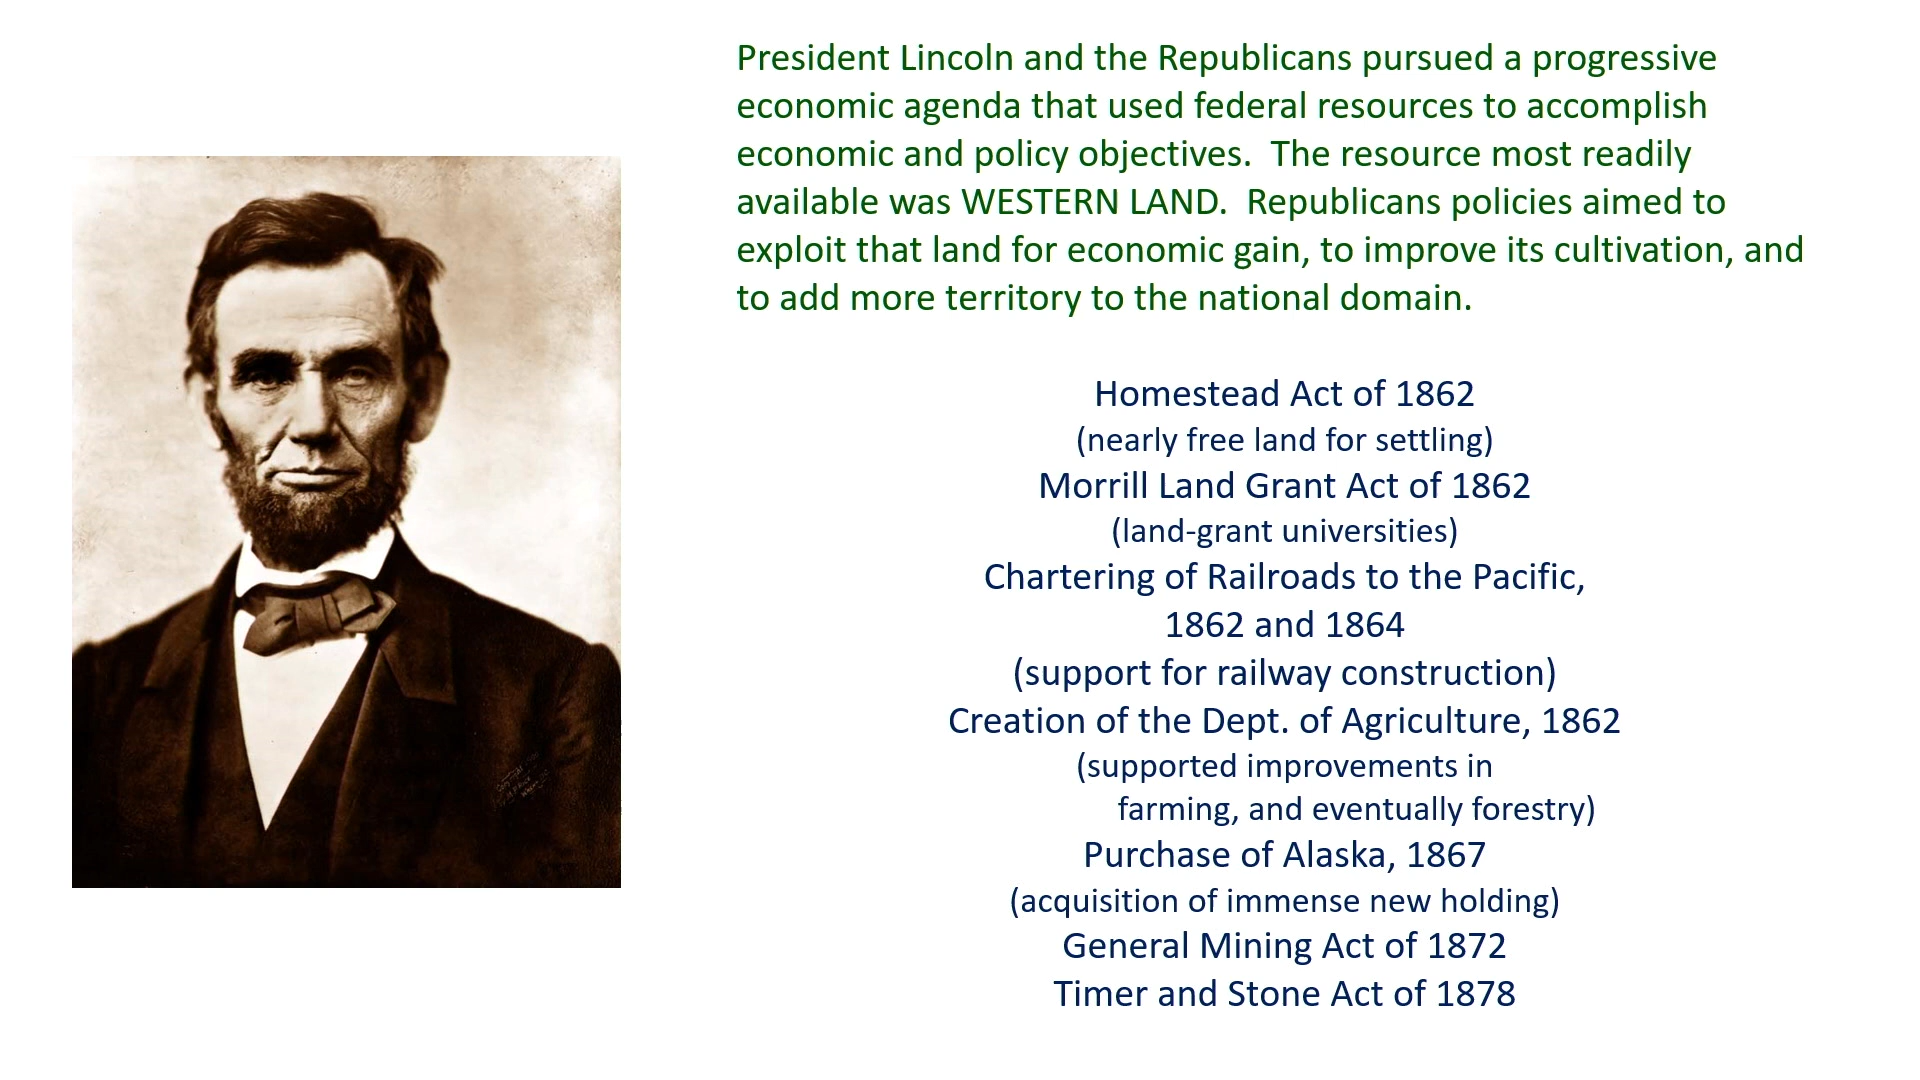 President Lincoln and the Republicans pursued a progressive
economic agenda that used federal resources to accomplish
economic and policy objectives.  The resource most readily
available was WESTERN LAND.  Republicans policies aimed to
exploit that land for economic gain, to improve its cultivation, and
to add more territory to the national domain.
Homestead Act of 1862
(nearly free land for settling)
Morrill Land Grant Act of 1862
(land-grant universities)
Chartering of Railroads to the Pacific,
1862 and 1864
(support for railway construction)
Creation of the Dept. of Agriculture, 1862
(supported improvements in
farming, and eventually forestry)
Purchase of Alaska, 1867
(acquisition of immense new holding)
General Mining Act of 1872
Timer and Stone Act of 1878